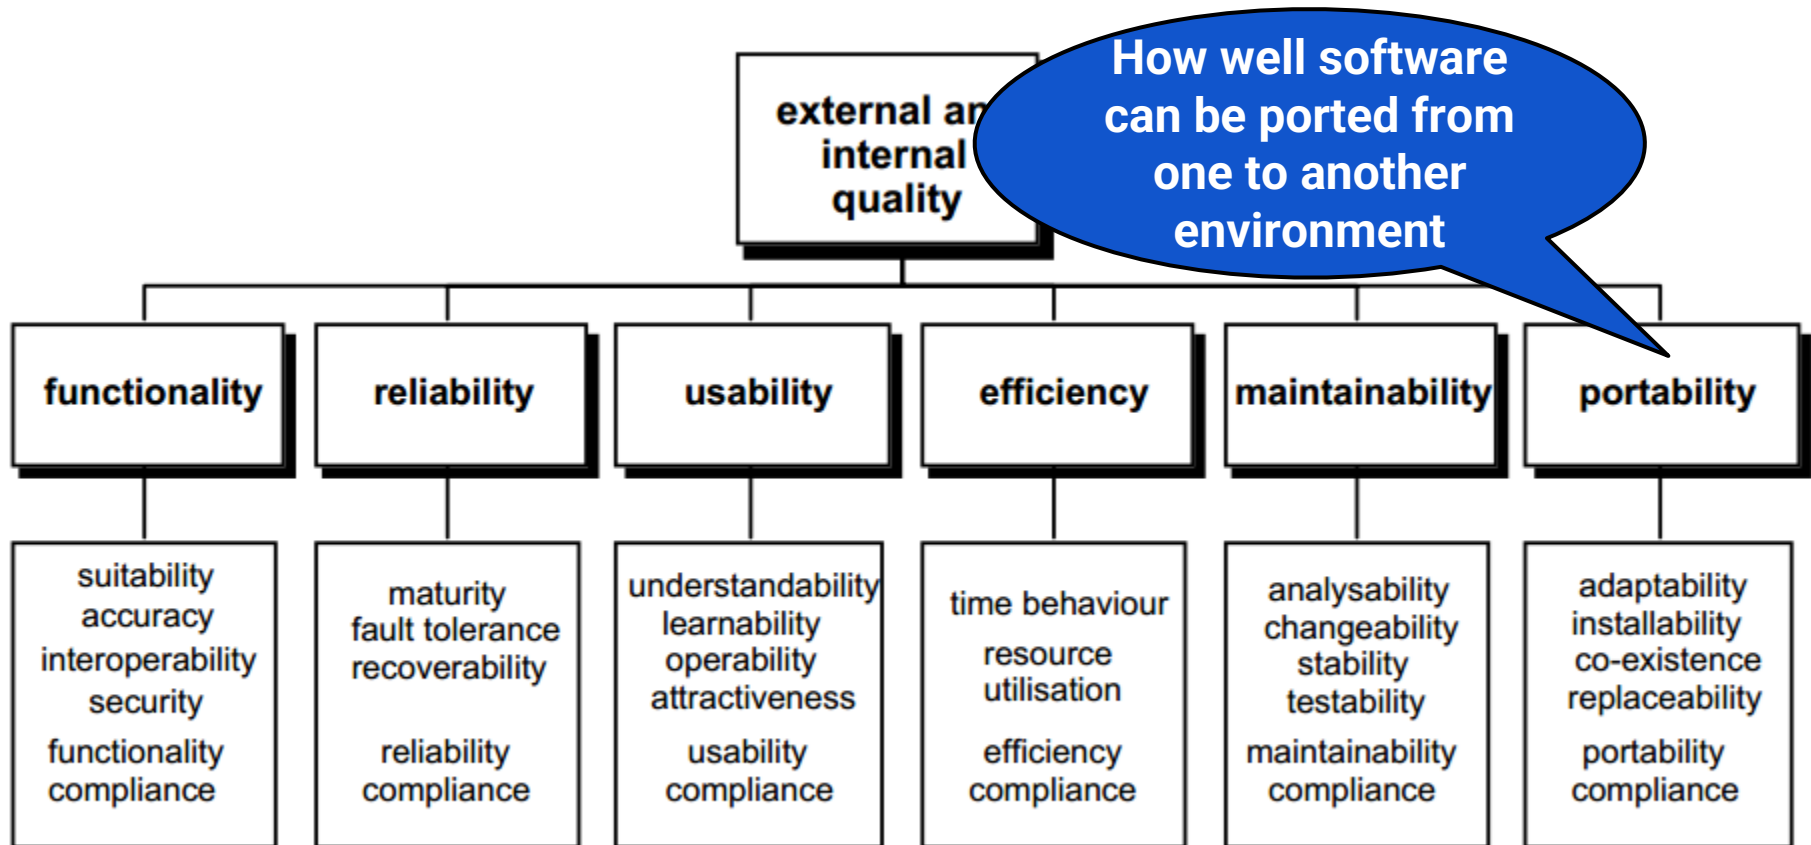 How well software
can be ported from
one to another
environment
external an
internal
quality
functionality
reliability
usability
efficiency
maintainability
portability
suitability
accuracy
interoperability
security
functionality
compliance
maturity
fault tolerance
recoverability
reliability
compliance
understandability
learnability
operability
attractiveness
usability
compliance
time behaviour
resource
utilisation
efficiency
compliance
analysability
changeability
stability
testability
maintainability
compliance
adaptability
installability
co-existence
replaceability
portability
compliance